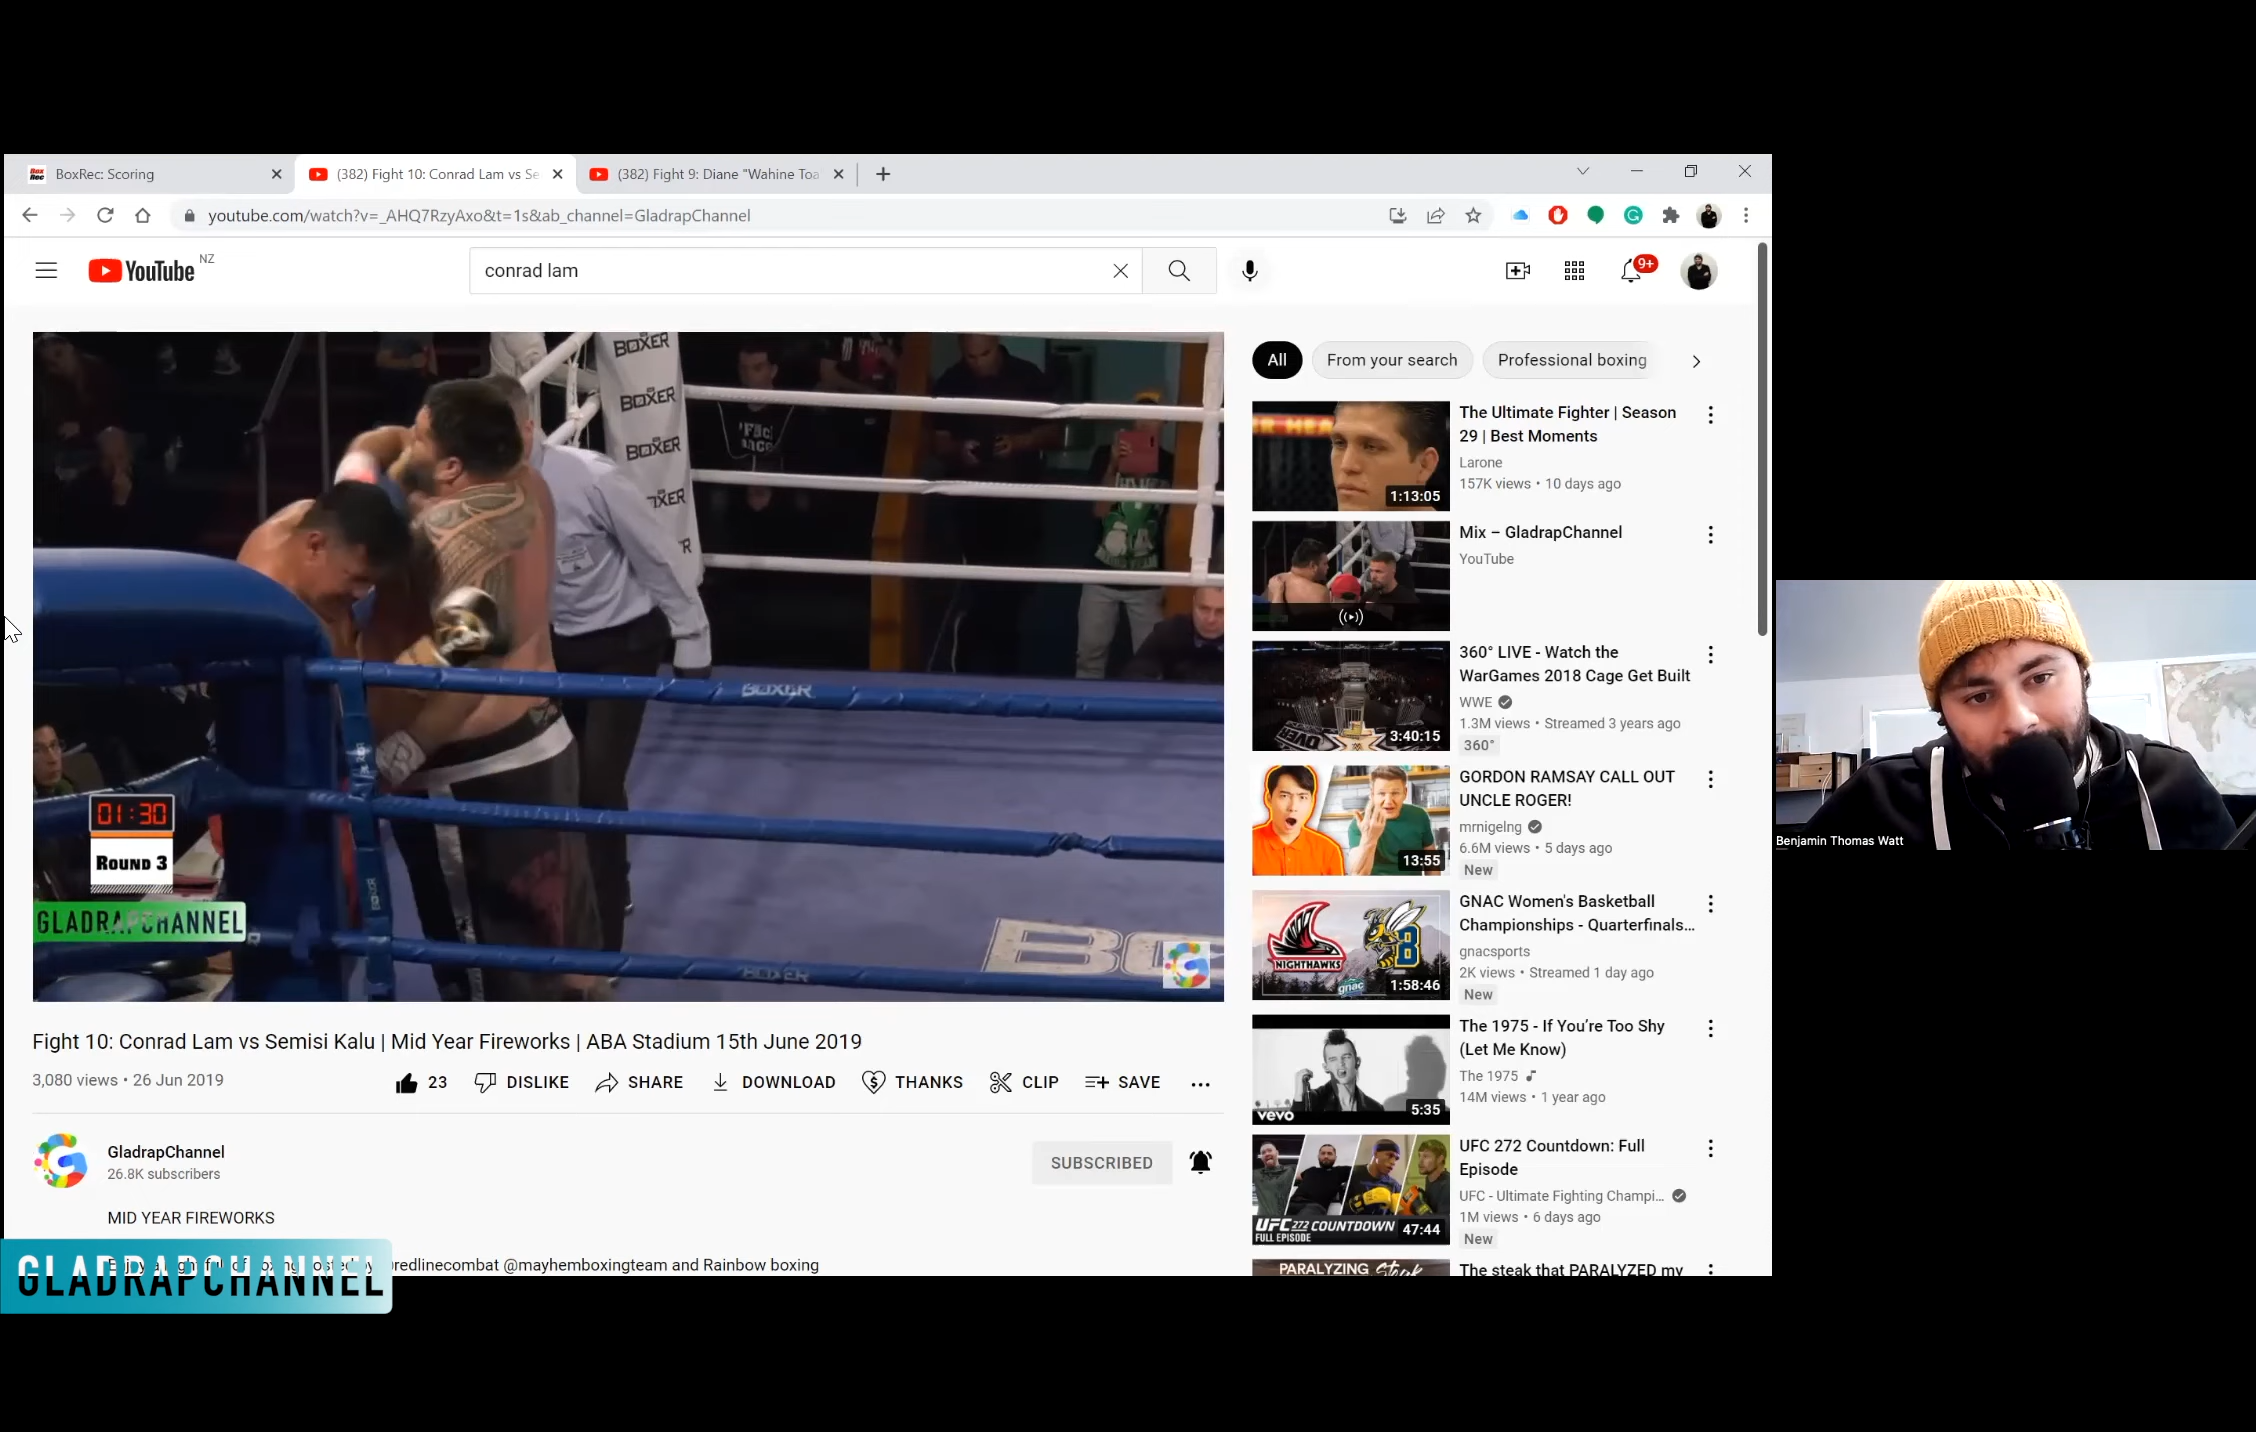 BoxRec: Scoring
(382) Fight 10: Conrad Lam vs Se
(382) Fight 9: Diane "Wahine Toa
youtube.com/watch?v=_AHQ7RzyAxo&t=1s&ab_channel=GladrapChannel
YouTube NZ
conrad lam
9+
BOXER
BOXER
BOXER
BOXER
01:30
ROUND 3
GLADRAPCHANNEL
BOXER
Fight 10: Conrad Lam vs Semisi Kalu | Mid Year Fireworks | ABA Stadium 15th June 2019
3,080 views • 26 Jun 2019
23 DISLIKE SHARE DOWNLOAD THANKS CLIP SAVE
GladrapChannel
26.8K subscribers
SUBSCRIBED
MID YEAR FIREWORKS
redlinecombat @mayhemboxingteam and Rainbow boxing
GLADRAPCHANNEL
All From your search Professional boxing
The Ultimate Fighter | Season
29 | Best Moments
Larone
157K views • 10 days ago
1:13:05
Mix – GladrapChannel
YouTube
360° LIVE - Watch the
WarGames 2018 Cage Get Built
WWE
1.3M views • Streamed 3 years ago
360°
3:40:15
GORDON RAMSAY CALL OUT
UNCLE ROGER!
mrnigelng
6.6M views • 5 days ago
New
13:55
GNAC Women's Basketball
Championships - Quarterfinals...
gnacsports
2K views • Streamed 1 day ago
New
NIGHTHAWKS
B
gnac
1:58:46
The 1975 - If You're Too Shy
(Let Me Know)
The 1975
14M views • 1 year ago
vevo
5:35
UFC 272 Countdown: Full
Episode
UFC - Ultimate Fighting Champi...
1M views • 6 days ago
New
UFC 272 COUNTDOWN
FULL EPISODE
47:44
PARALYZING Steak
The steak that PARALYZED my
Benjamin Thomas Watt